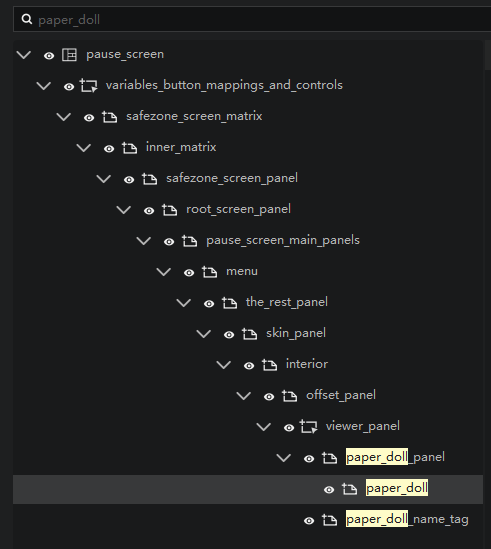 paper_doll
pause_screen
variables_button_mappings_and_controls
safezone_screen_matrix
inner_matrix
safezone_screen_panel
root_screen_panel
pause_screen_main_panels
menu
the_rest_panel
skin_panel
interior
offset_panel
viewer_panel
paper_doll_panel
paper_doll
paper_doll_name_tag